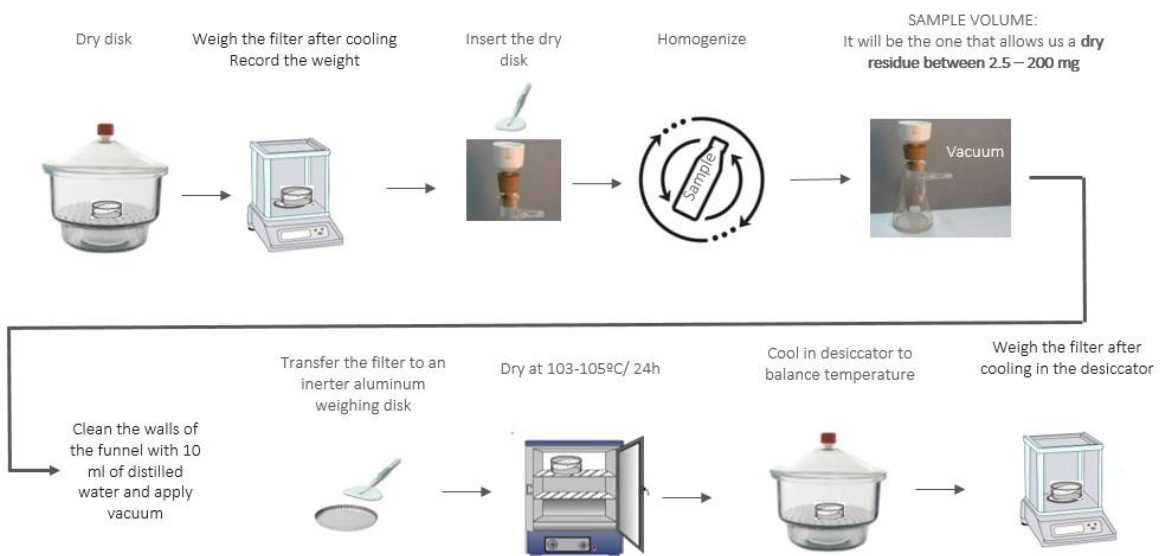 Dry disk
Weigh the filter after cooling
Record the weight
Insert the dry
disk
Homogenize
SAMPLE VOLUME:
It will be the one that allows us a dry
residue between 2.5 – 200 mg
Sample
Vacuum
Clean the walls of
the funnel with 10
ml of distilled
water and apply
vacuum
Transfer the filter to an
inerter aluminum
weighing disk
Dry at 103-105ºC/ 24h
Cool in desiccator to
balance temperature
Weigh the filter after
cooling in the desiccator